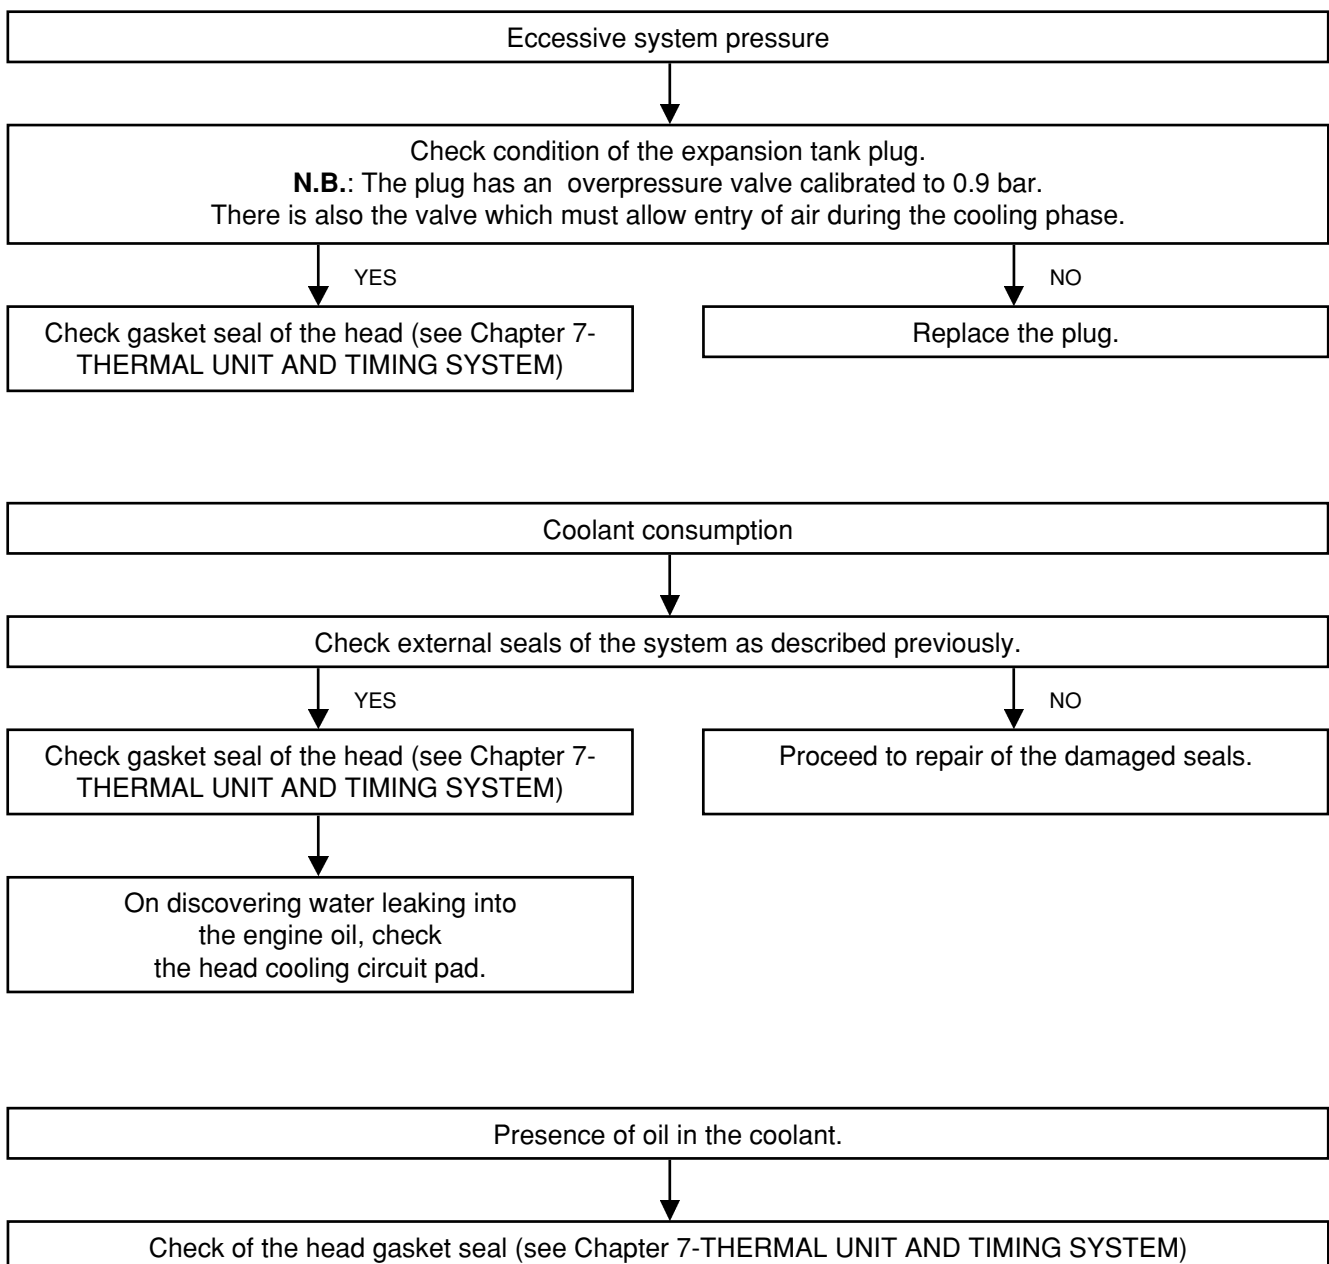 Eccessive system pressure
Check condition of the expansion tank plug.
N.B.: The plug has an overpressure valve calibrated to 0.9 bar.
There is also the valve which must allow entry of air during the cooling phase.
YES
NO
Check gasket seal of the head (see Chapter 7-
THERMAL UNIT AND TIMING SYSTEM)
Replace the plug.
Coolant consumption
Check external seals of the system as described previously.
YES
NO
Check gasket seal of the head (see Chapter 7-
THERMAL UNIT AND TIMING SYSTEM)
Proceed to repair of the damaged seals.
On discovering water leaking into
the engine oil, check
the head cooling circuit pad.
Presence of oil in the coolant.
Check of the head gasket seal (see Chapter 7-THERMAL UNIT AND TIMING SYSTEM)